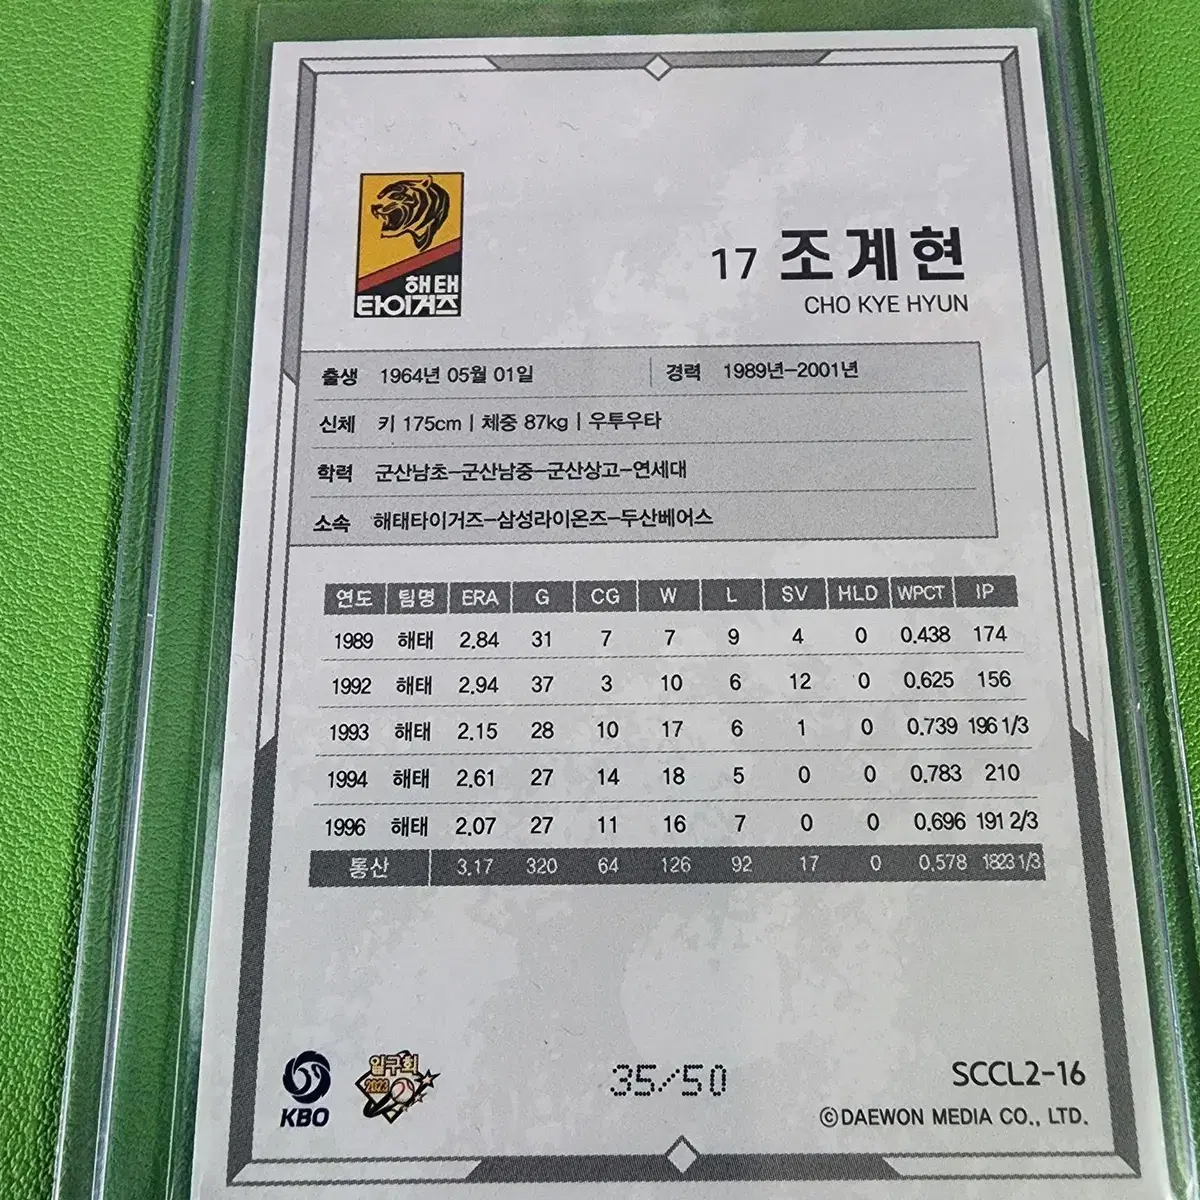 해태
타이거즈
17 조계현
CHO KYE HYUN
출생 1964년 05월 01일 경력 1989년-2001년
신체 키 175cm | 체중 87kg | 우투우타
학력 군산남초-군산남중-군산상고-연세대
소속 해태타이거즈-삼성라이온즈-두산베어스
연도 팀명 ERA G CG W L SV HLD WPCT IP
1989 해태 2.84 31 7 7 9 4 0 0.438 174
1992 해태 2.94 37 3 10 6 12 0 0.625 156
1993 해태 2.15 28 10 17 6 1 0 0.739 196 1/3
1994 해태 2.61 27 14 18 5 0 0 0.783 210
1996 해태 2.07 27 11 16 7 0 0 0.696 191 2/3
통산 3.17 320 64 126 92 17 0 0.578 1823 1/3
KBO
일구회
2023
35/50
SCCL2-16
©DAEWON MEDIA CO., LTD.